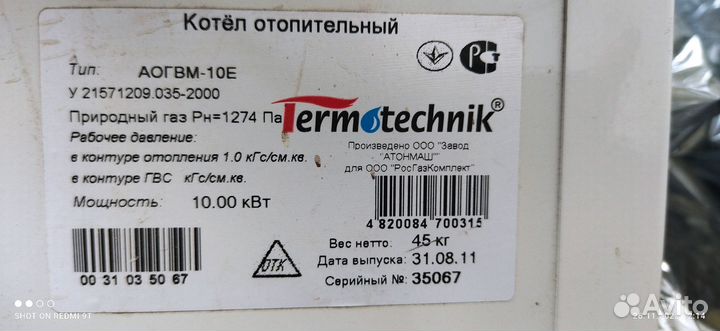 Котёл отопительный
Тип: АОГВМ-10Е
У 21571209.035-2000
Природный газ Рн=1274 Па
Рабочее давление:
в контуре отопления 1.0 кГс/см.кв.
в контуре ГВС кГс/см.кв.
Мощность: 10.00 кВт
Termotechnik®
Произведено ООО "Завод
"АТОНМАШ""
для ООО "РосГазКомплект"
4 820084 700315
Вес нетто: 45 кг
Дата выпуска: 31.08.11
Серийный №: 35067
00 31 03 50 67
ОТК
SHOT ON REDMI 9T
Avito